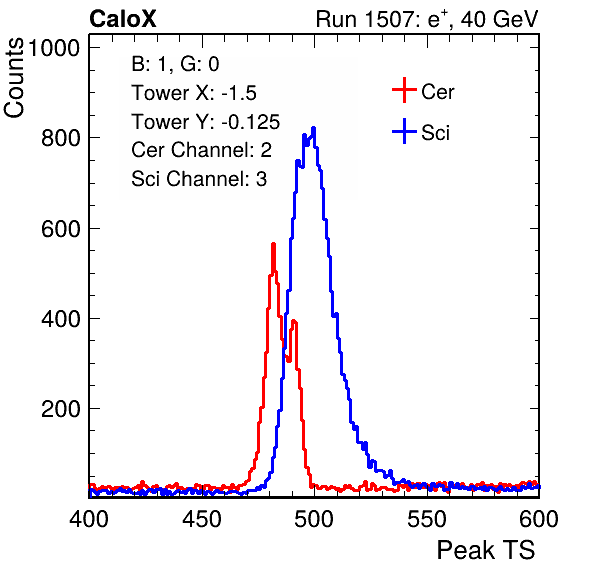 CaloX
Run 1507: e+, 40 GeV
Counts
B: 1, G: 0
Tower X: -1.5
Tower Y: -0.125
Cer Channel: 2
Sci Channel: 3
Cer
Sci
1000
800
600
400
200
400 450 500 550 600
Peak TS